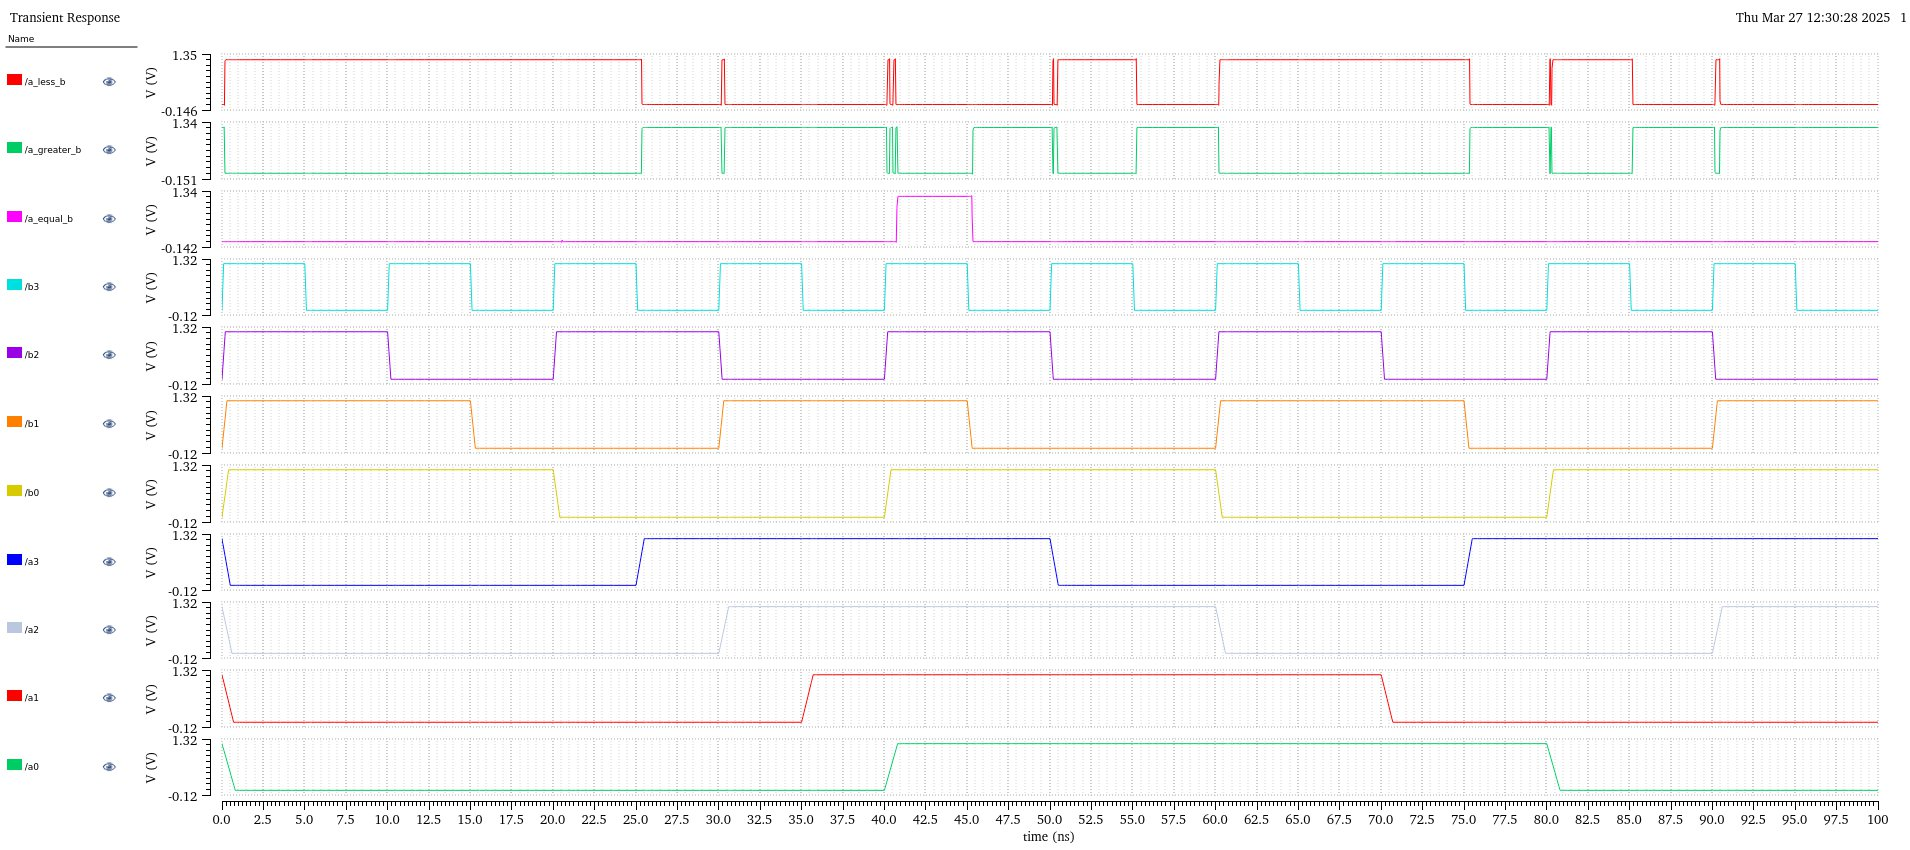 Transient Response
Thu Mar 27 12:30:28 2025 1
Name
/a_less_b
V (V)
1.35
-0.146
/a_greater_b
V (V)
1.34
-0.151
/a_equal_b
V (V)
1.34
-0.142
/b3
V (V)
1.32
-0.12
/b2
V (V)
1.32
-0.12
/b1
V (V)
1.32
-0.12
/b0
V (V)
1.32
-0.12
/a3
V (V)
1.32
-0.12
/a2
V (V)
1.32
-0.12
/a1
V (V)
1.32
-0.12
/a0
V (V)
1.32
-0.12
0.0 2.5 5.0 7.5 10.0 12.5 15.0 17.5 20.0 22.5 25.0 27.5 30.0 32.5 35.0 37.5 40.0 42.5 45.0 47.5 50.0 52.5 55.0 57.5 60.0 62.5 65.0 67.5 70.0 72.5 75.0 77.5 80.0 82.5 85.0 87.5 90.0 92.5 95.0 97.5 100
time (ns)